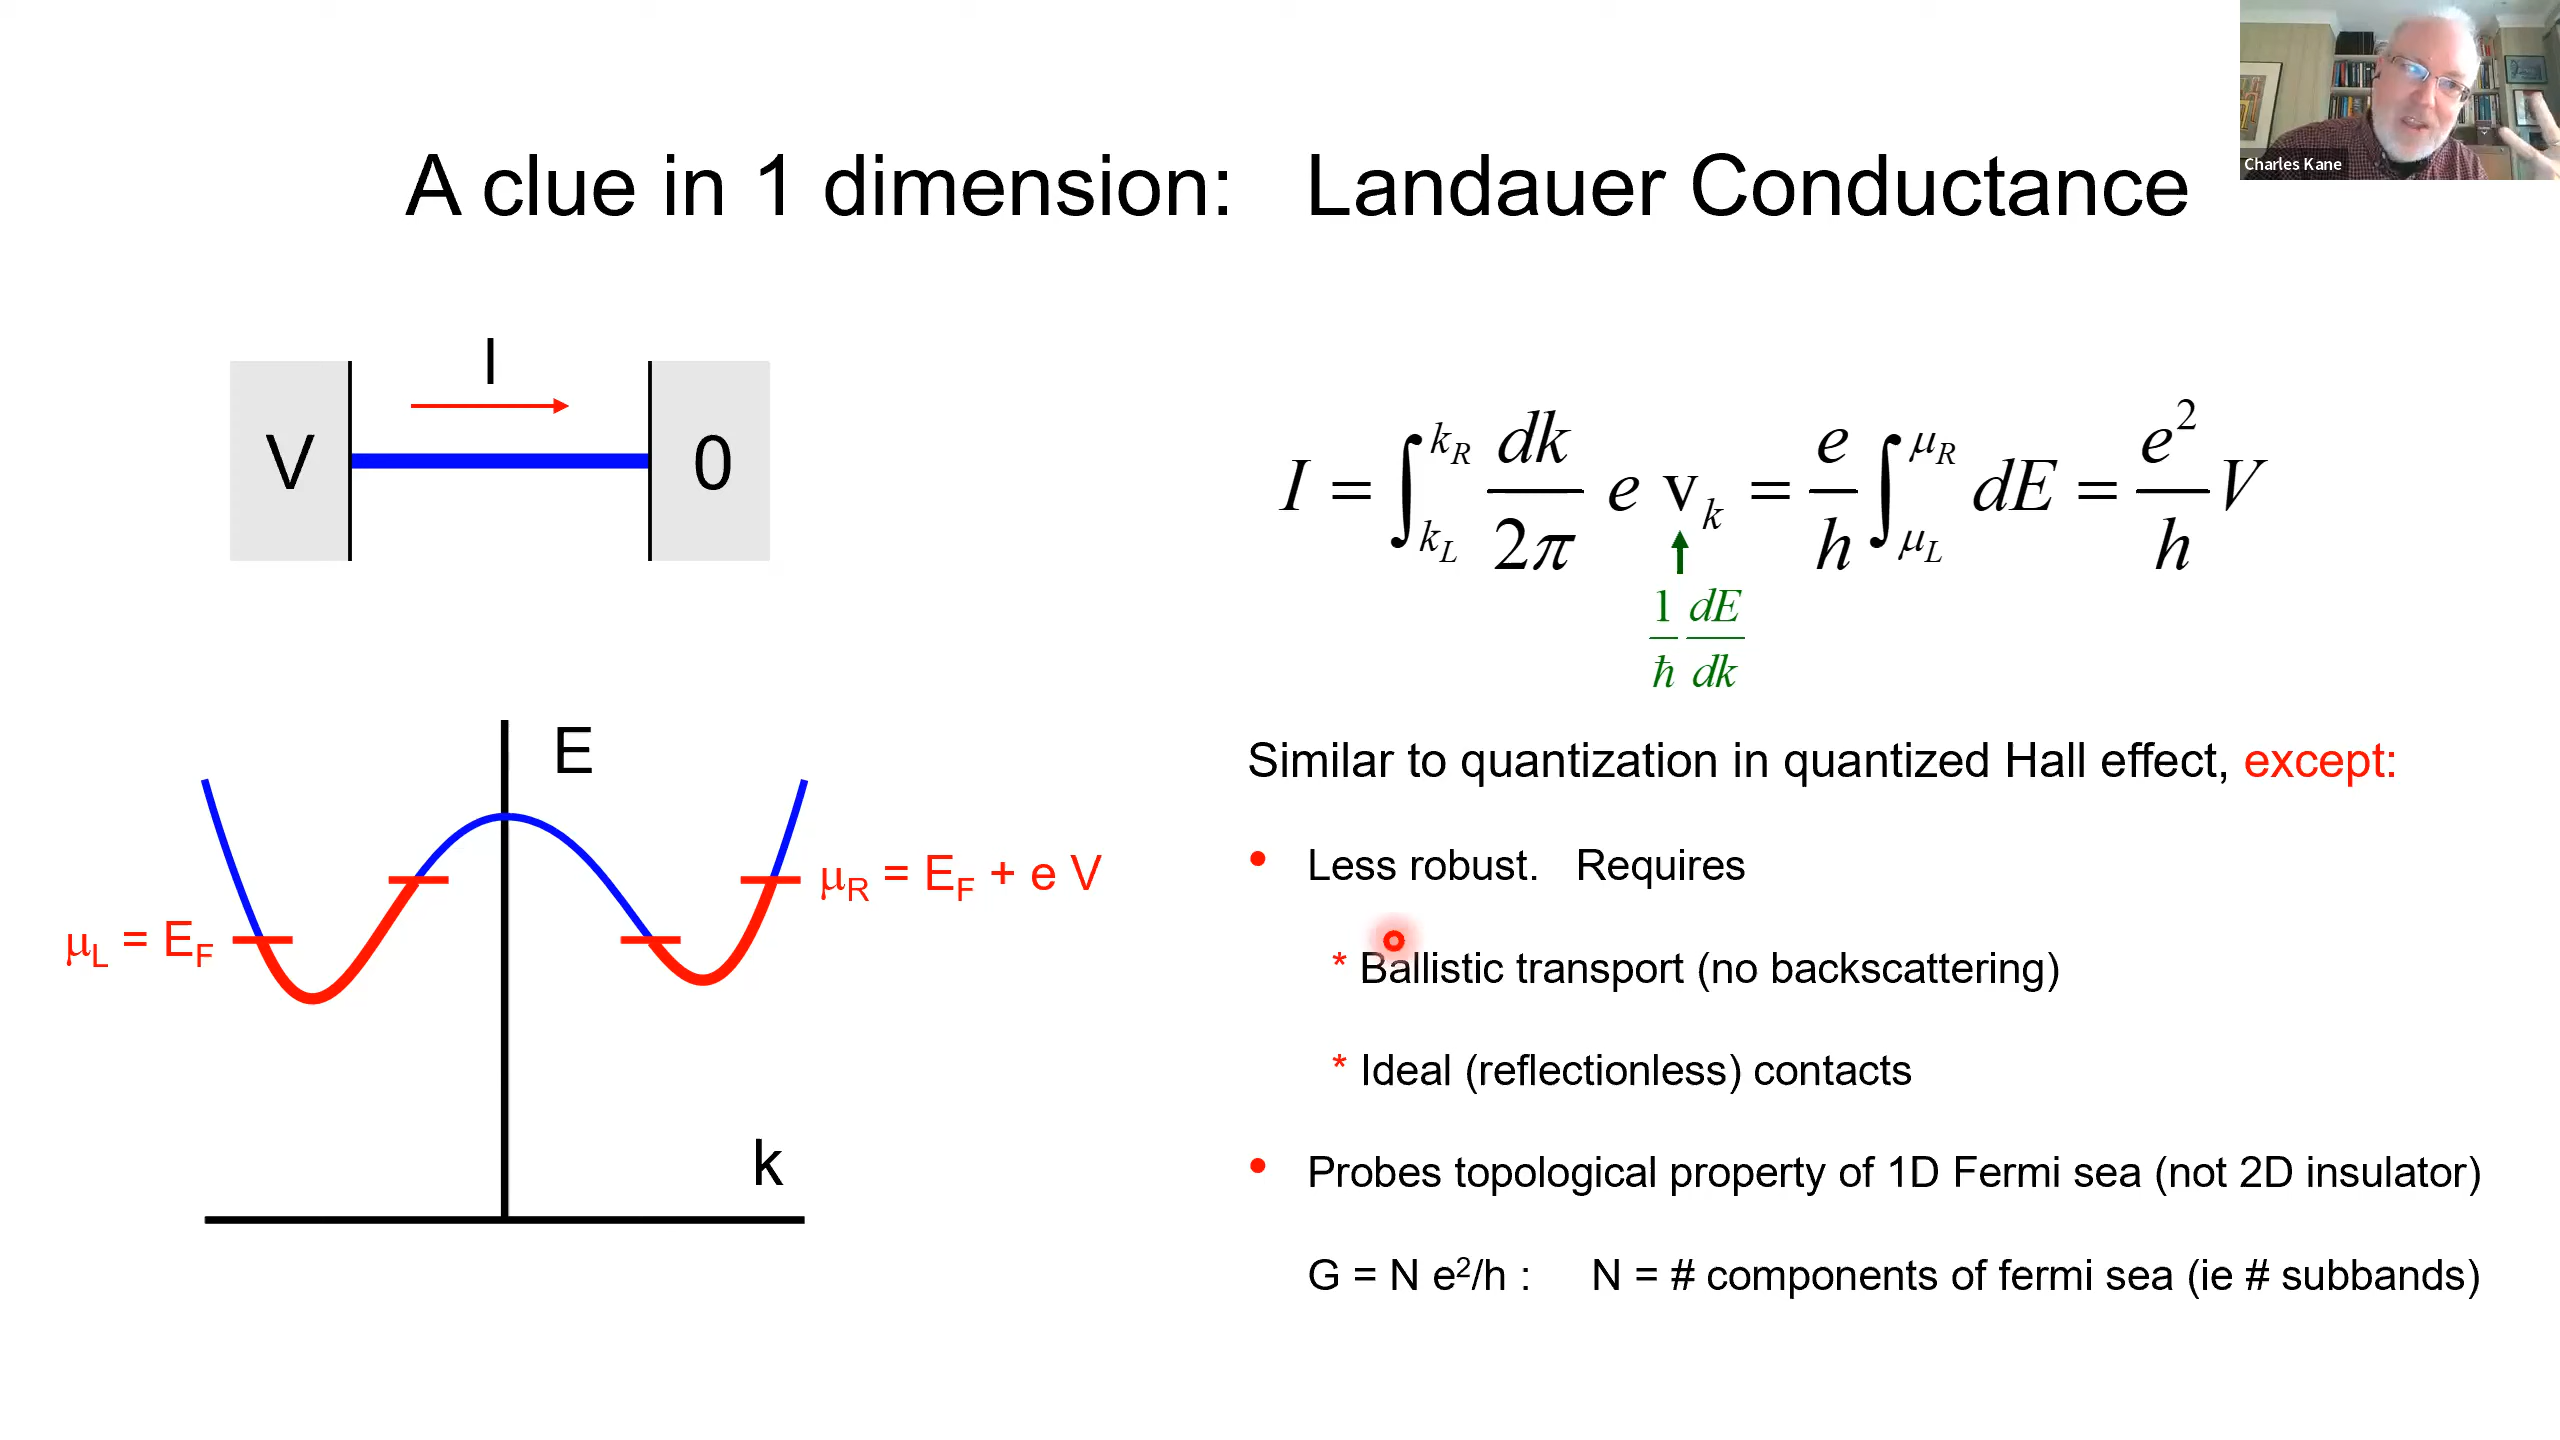 Charles Kane
A clue in 1 dimension: Landauer Conductance
I
V
0
I = ∫_{k_L}^{k_R} dk/2π e v_k = e/h ∫_{μ_L}^{μ_R} dE = e²/h V
1/ħ dE/dk
E
μ_R = E_F + e V
μ_L = E_F
k
Similar to quantization in quantized Hall effect, except:
• Less robust. Requires
* Ballistic transport (no backscattering)
* Ideal (reflectionless) contacts
• Probes topological property of 1D Fermi sea (not 2D insulator)
G = N e²/h : N = # components of fermi sea (ie # subbands)